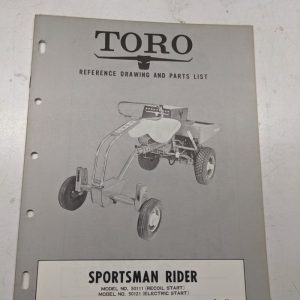 TORO
REFERENCE DRAWING AND PARTS LIST
SPORTSMAN RIDER
MODEL NO. 50111 (RECOIL START)
MODEL NO. 50121 (ELECTRIC START)